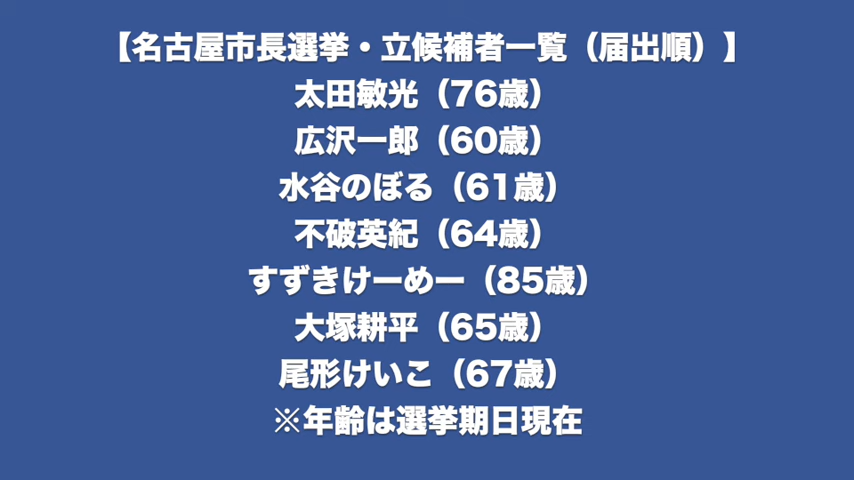 【名古屋市長選挙・立候補者一覧（届出順）】
太田敏光（76歳）
広沢一郎（60歳）
水谷のぼる（61歳）
不破英紀（64歳）
すずきけーめー（85歳）
大塚耕平（65歳）
尾形けいこ（67歳）
※年齢は選挙期日現在